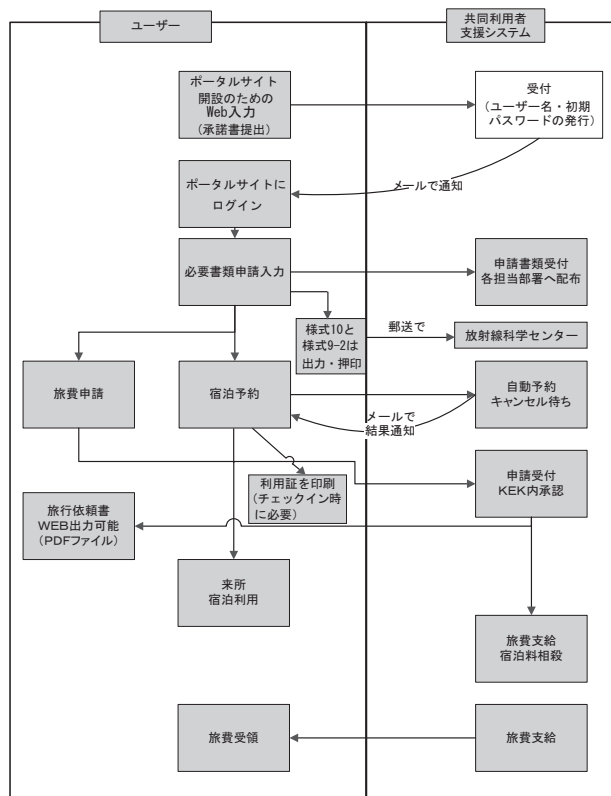 ユーザー
共同利用者
支援システム
ポータルサイト
開設のための
Web入力
(承諾書提出)
受付
(ユーザー名・初期
パスワードの発行)
メールで通知
ポータルサイトに
ログイン
必要書類申請入力
申請書類受付
各担当部署へ配布
様式10と
様式9-2は
出力・押印
郵送で
放射線科学センター
旅費申請
宿泊予約
自動予約
キャンセル待ち
メールで
結果通知
利用証を印刷
(チェックイン時
に必要)
申請受付
KEK内承認
旅行依頼書
WEB出力可能
(PDFファイル)
来所
宿泊利用
旅費支給
宿泊料相殺
旅費受領
旅費支給